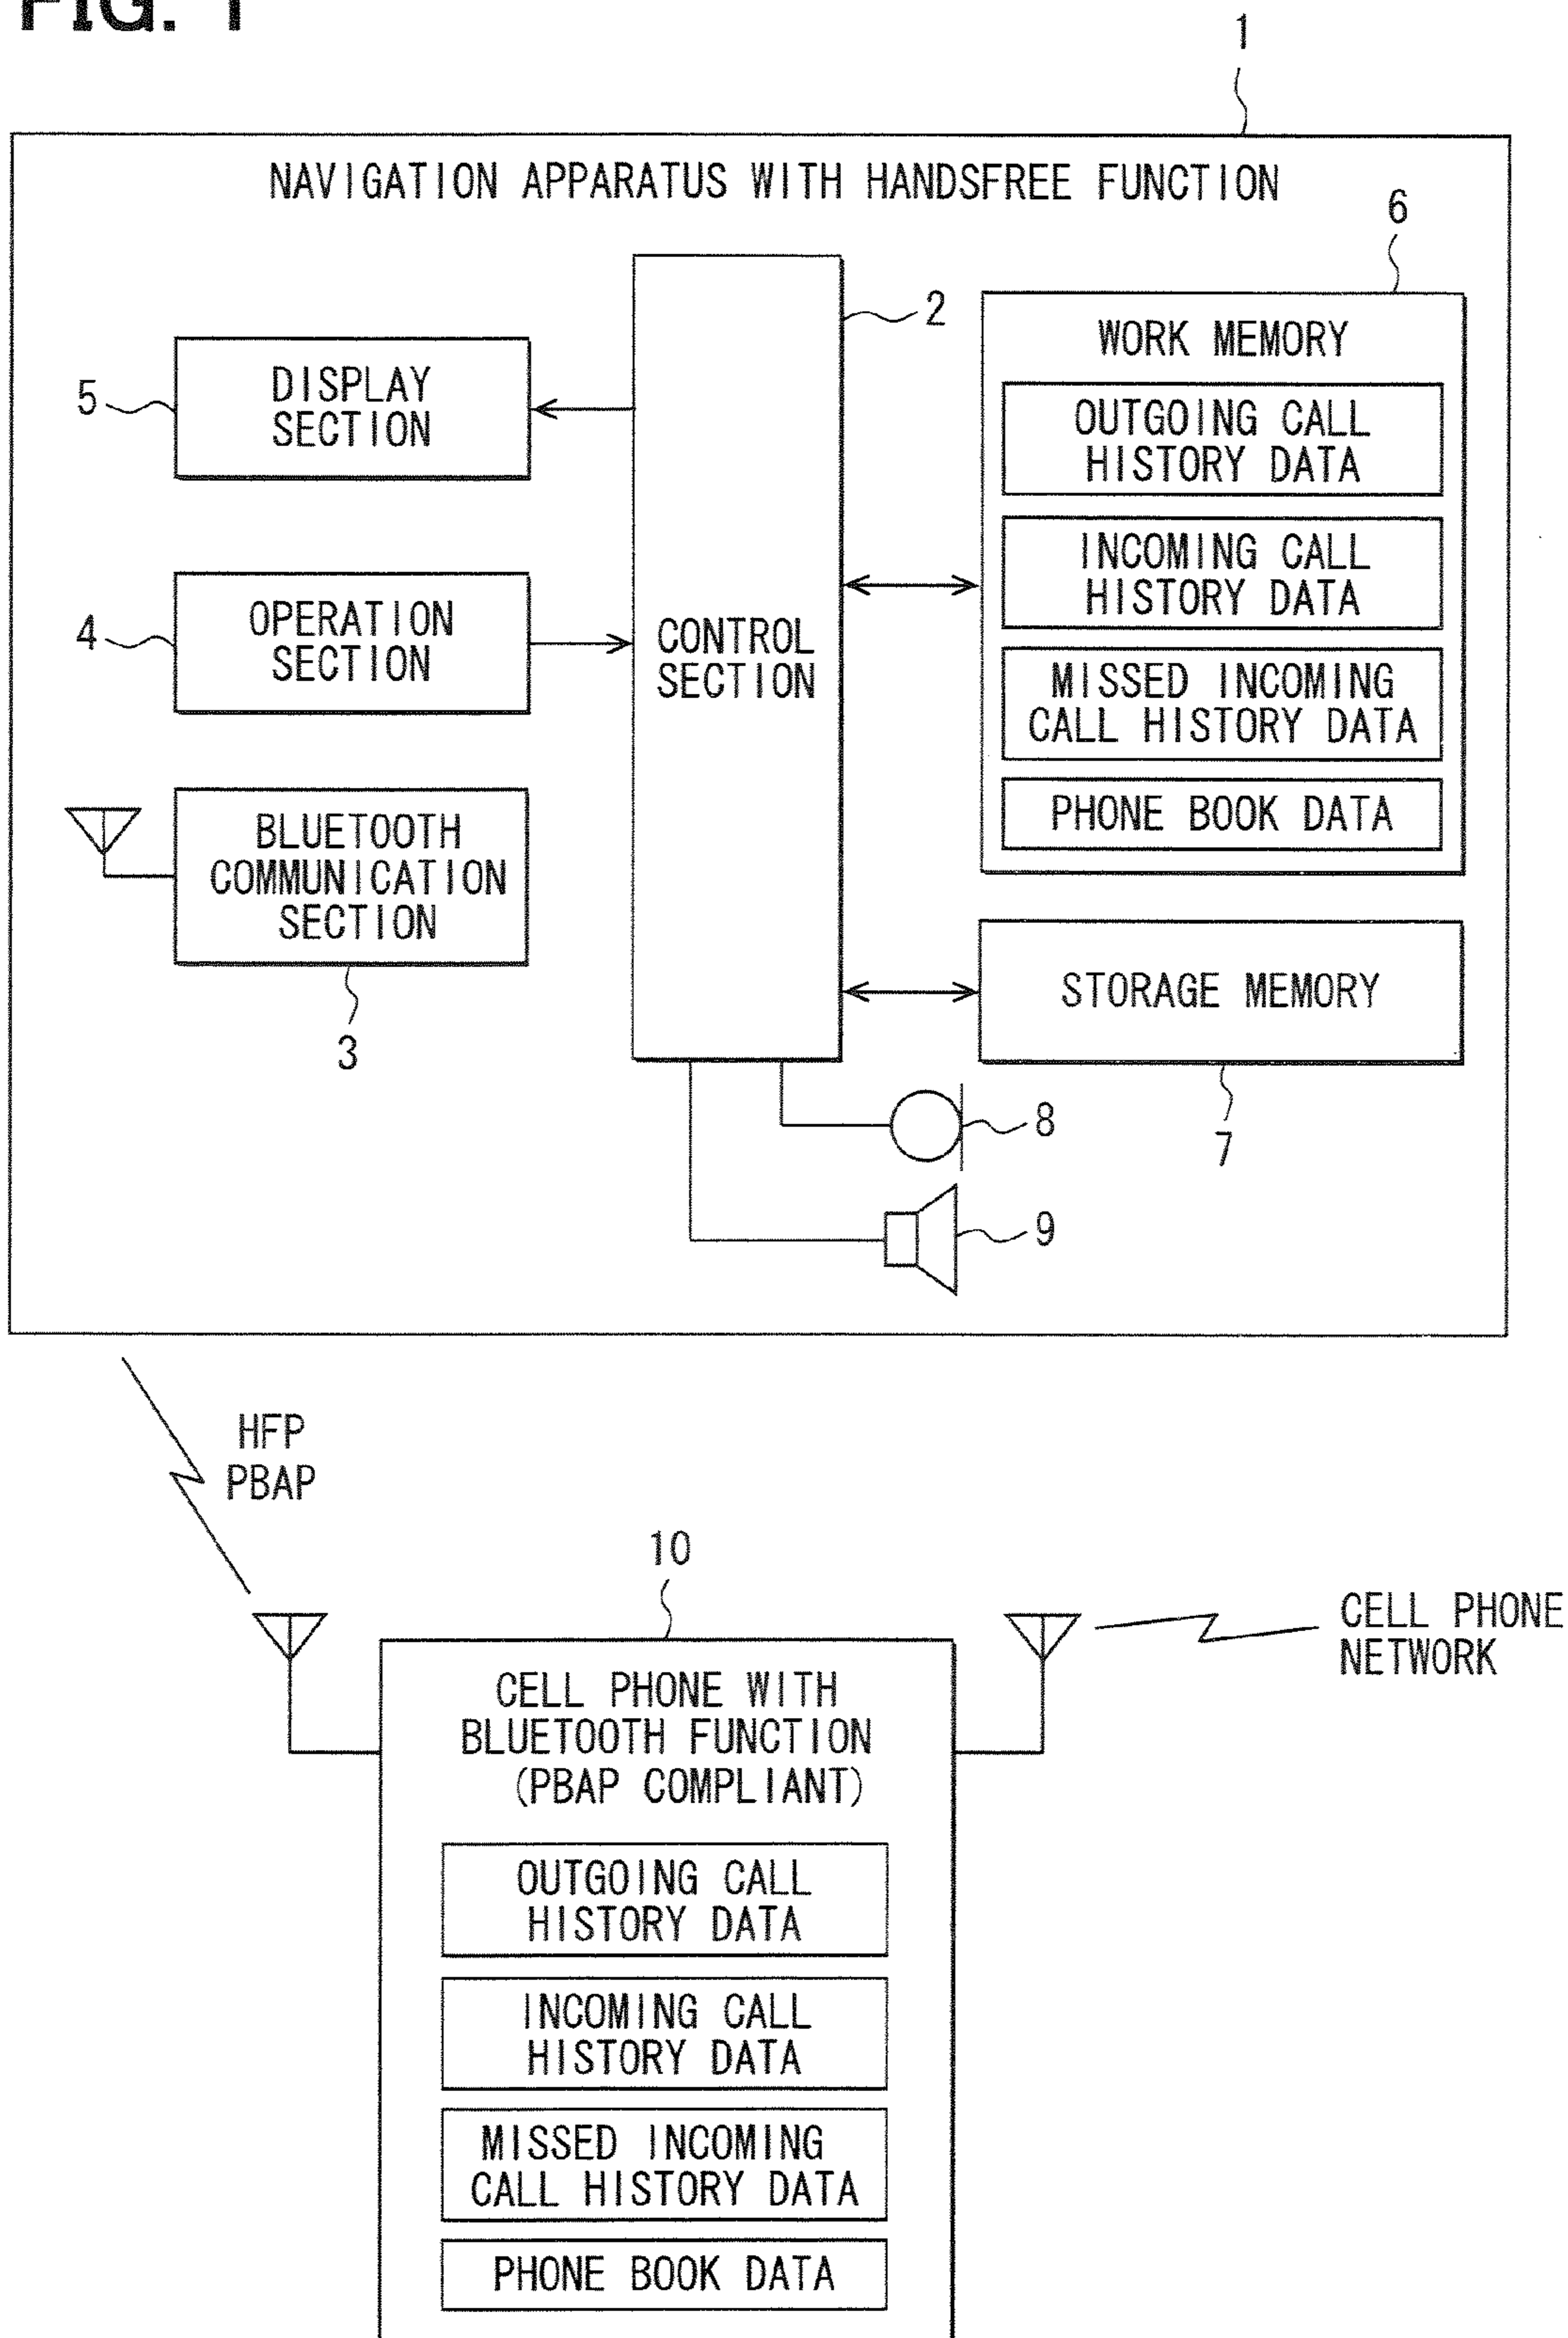 FIG. 1
1
NAVIGATION APPARATUS WITH HANDSFREE FUNCTION
6
2
WORK MEMORY
5
DISPLAY
SECTION
OUTGOING CALL
HISTORY DATA
INCOMING CALL
HISTORY DATA
4
OPERATION
SECTION
CONTROL
SECTION
MISSED INCOMING
CALL HISTORY DATA
PHONE BOOK DATA
BLUETOOTH
COMMUNICATION
SECTION
3
STORAGE MEMORY
7
8
9
HFP
PBAP
10
CELL PHONE
NETWORK
CELL PHONE WITH
BLUETOOTH FUNCTION
(PBAP COMPLIANT)
OUTGOING CALL
HISTORY DATA
INCOMING CALL
HISTORY DATA
MISSED INCOMING
CALL HISTORY DATA
PHONE BOOK DATA